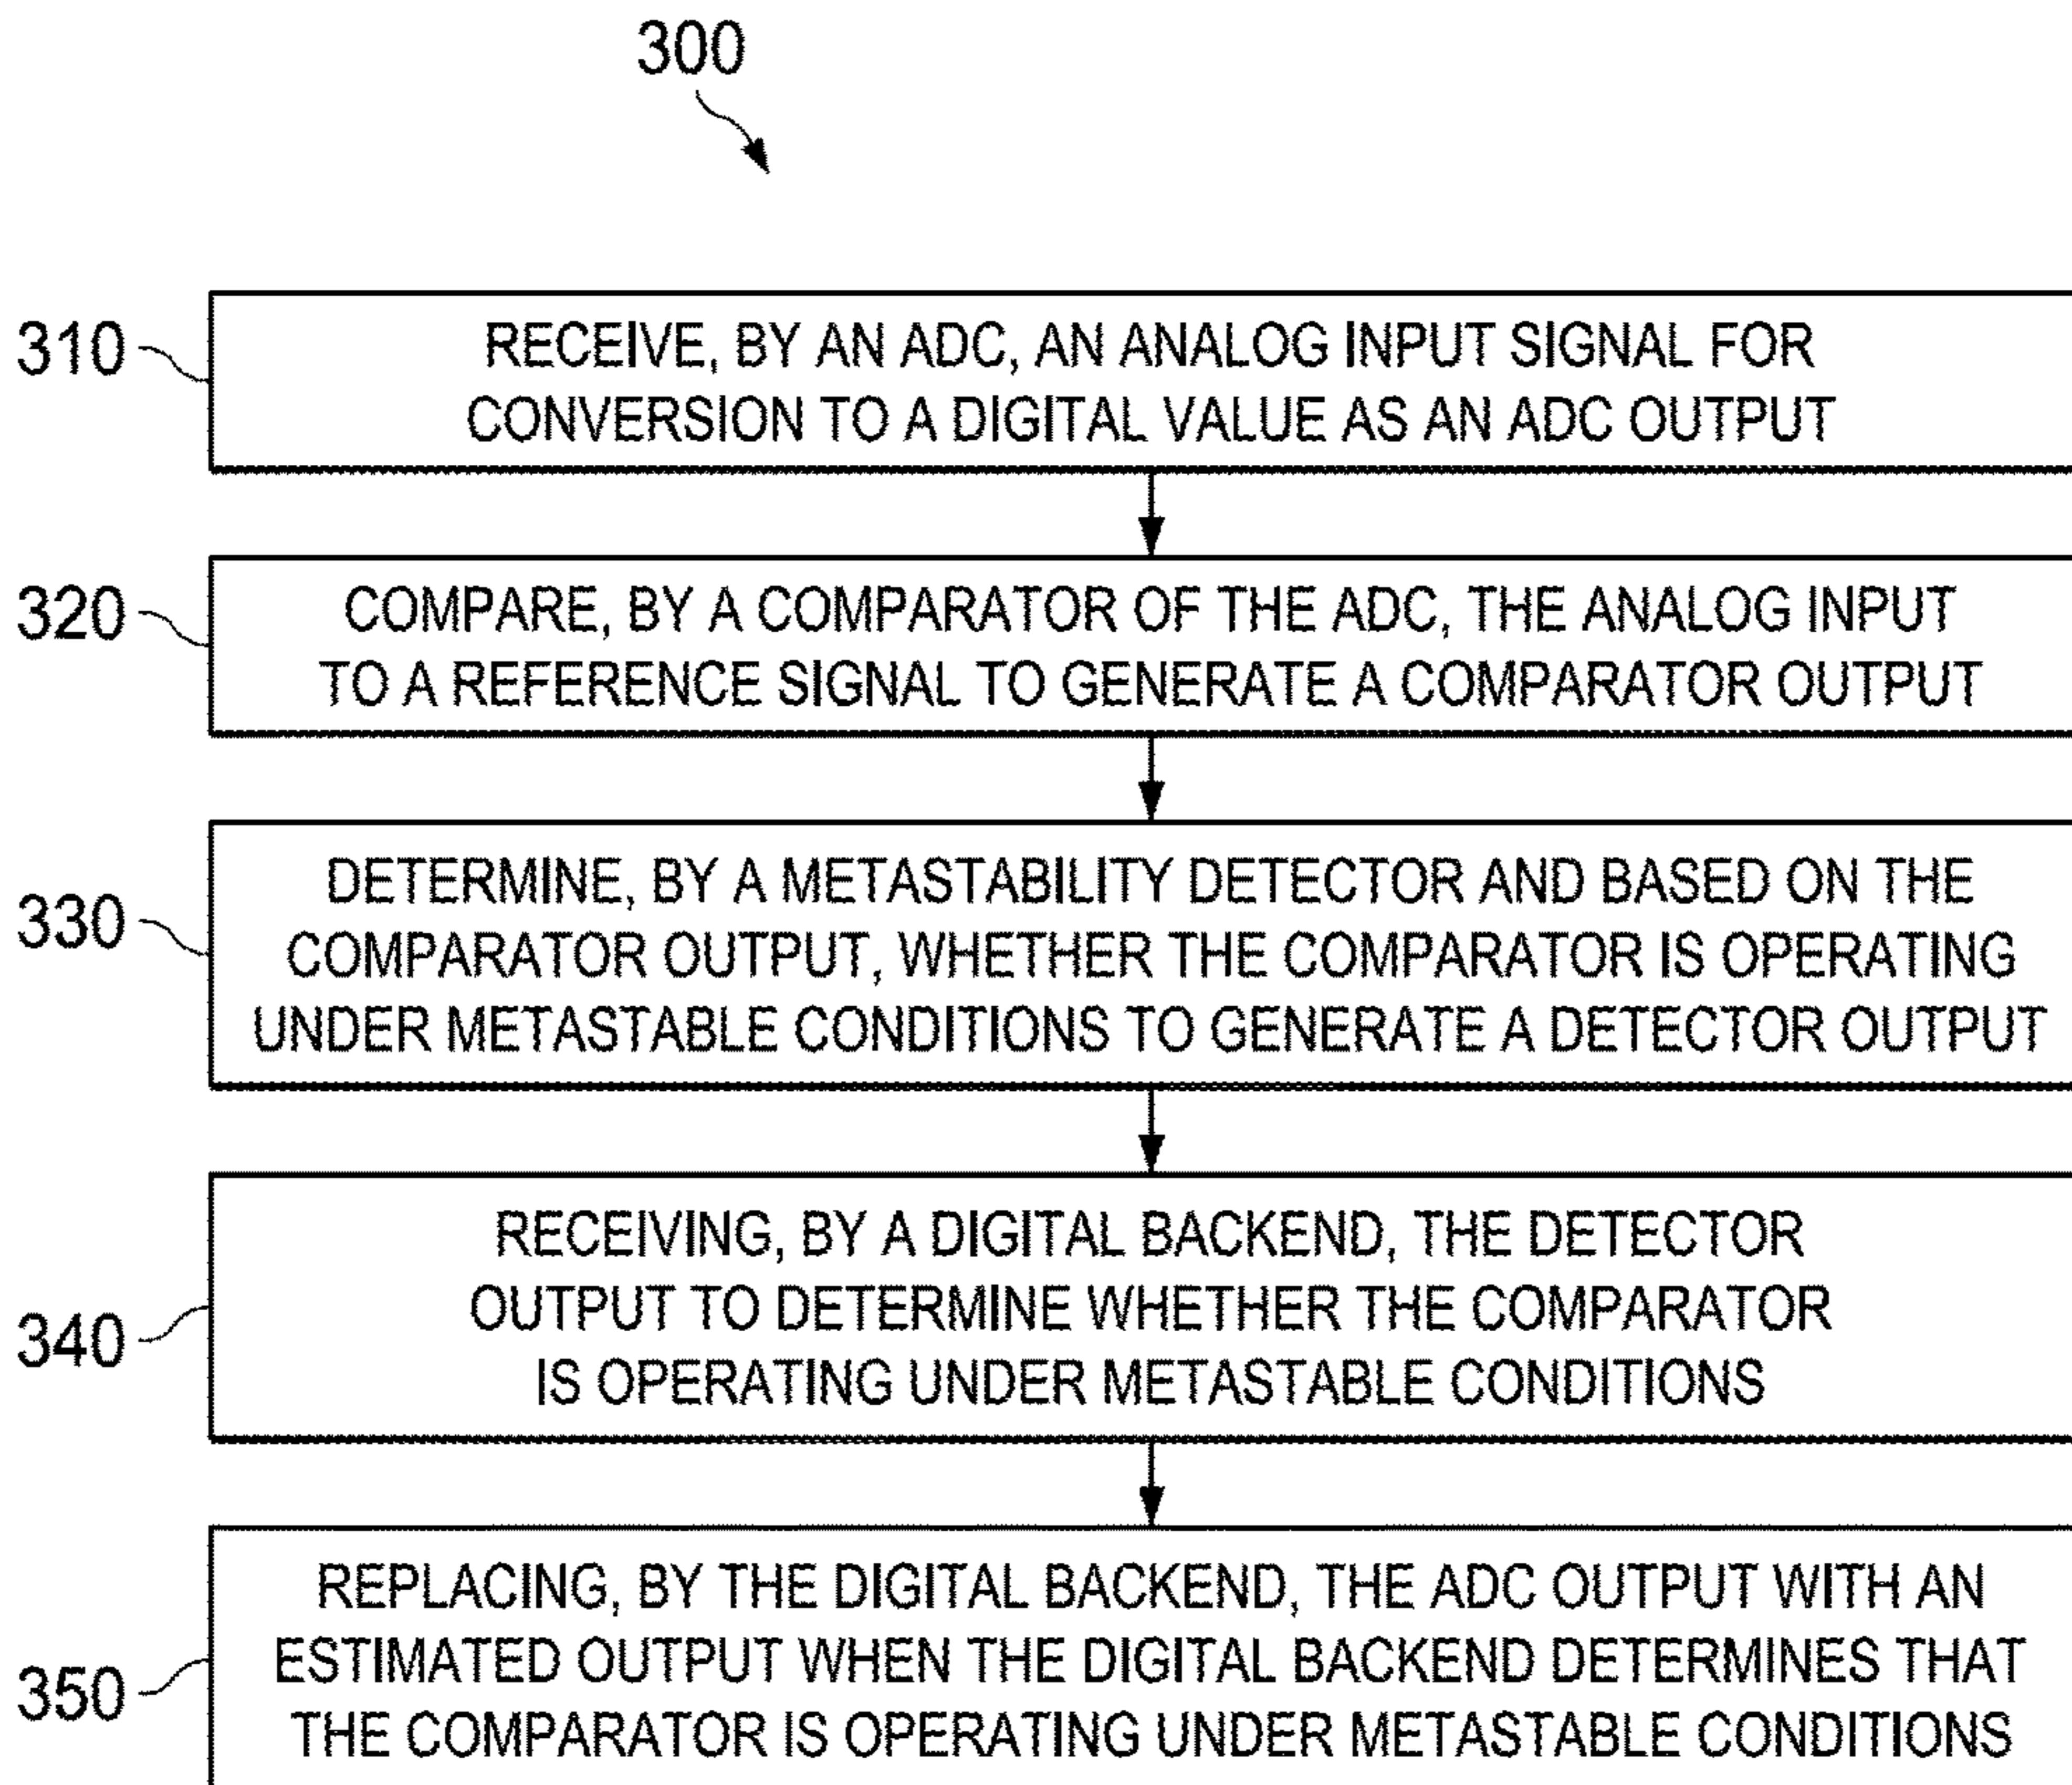 300
310
RECEIVE, BY AN ADC, AN ANALOG INPUT SIGNAL FOR
CONVERSION TO A DIGITAL VALUE AS AN ADC OUTPUT
320
COMPARE, BY A COMPARATOR OF THE ADC, THE ANALOG INPUT
TO A REFERENCE SIGNAL TO GENERATE A COMPARATOR OUTPUT
330
DETERMINE, BY A METASTABILITY DETECTOR AND BASED ON THE
COMPARATOR OUTPUT, WHETHER THE COMPARATOR IS OPERATING
UNDER METASTABLE CONDITIONS TO GENERATE A DETECTOR OUTPUT
340
RECEIVING, BY A DIGITAL BACKEND, THE DETECTOR
OUTPUT TO DETERMINE WHETHER THE COMPARATOR
IS OPERATING UNDER METASTABLE CONDITIONS
350
REPLACING, BY THE DIGITAL BACKEND, THE ADC OUTPUT WITH AN
ESTIMATED OUTPUT WHEN THE DIGITAL BACKEND DETERMINES THAT
THE COMPARATOR IS OPERATING UNDER METASTABLE CONDITIONS